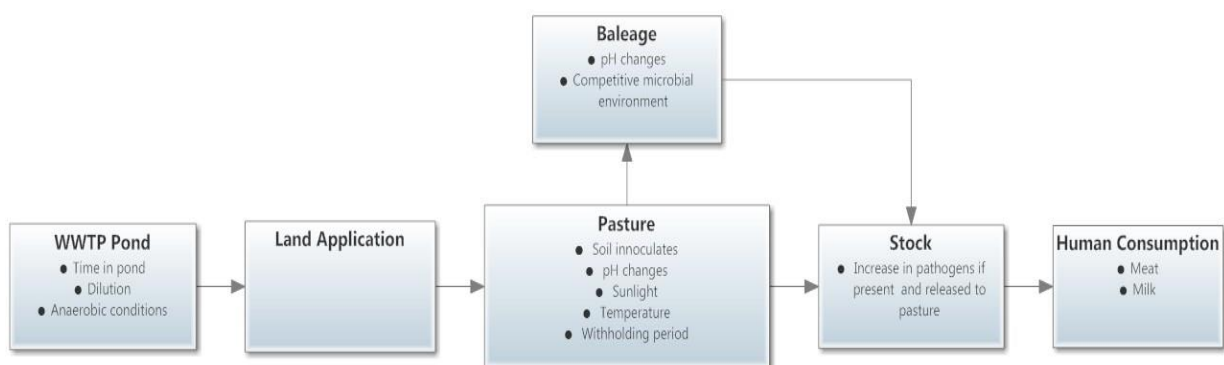 Baleage
● pH changes
● Competitive microbial
environment
WWTP Pond
● Time in pond
● Dilution
● Anaerobic conditions
Land Application
Pasture
● Soil innoculates
● pH changes
● Sunlight
● Temperature
● Withholding period
Stock
● Increase in pathogens if
present and released to
pasture
Human Consumption
● Meat
● Milk